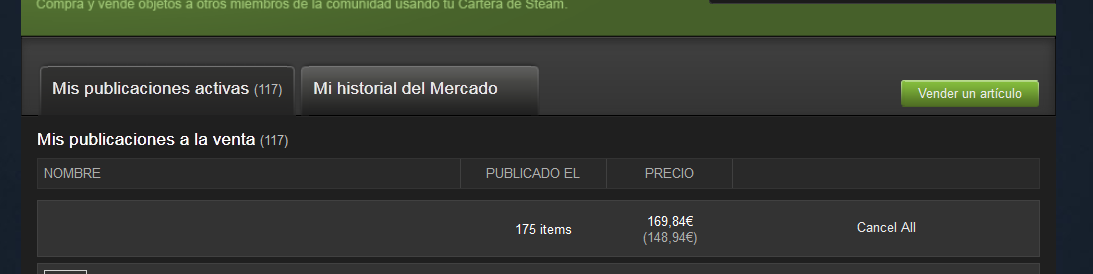 Compra y vende objetos a otros miembros de la comunidad usando tu Cartera de Steam.
Mis publicaciones activas (117)
Mi historial del Mercado
Vender un artículo
Mis publicaciones a la venta (117)
NOMBRE
PUBLICADO EL
PRECIO
175 items
169,84€
(148,94€)
Cancel All